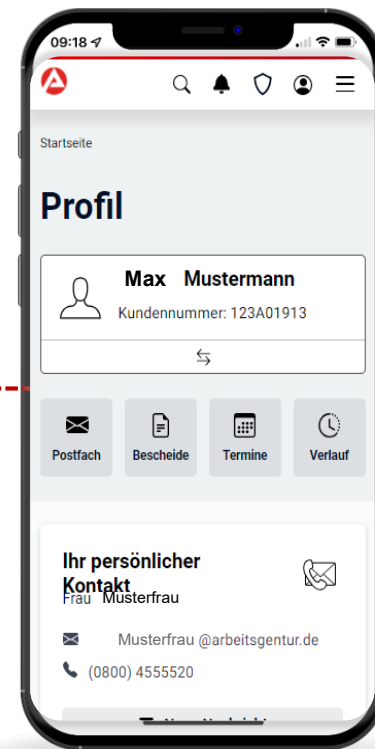 09:18
Startseite
Profil
Max Mustermann
Kundennummer: 123A01913
Postfach Bescheide Termine Verlauf
Ihr persönlicher
Kontakt
Frau Musterfrau
Musterfrau @arbeitsgentur.de
(0800) 4555520